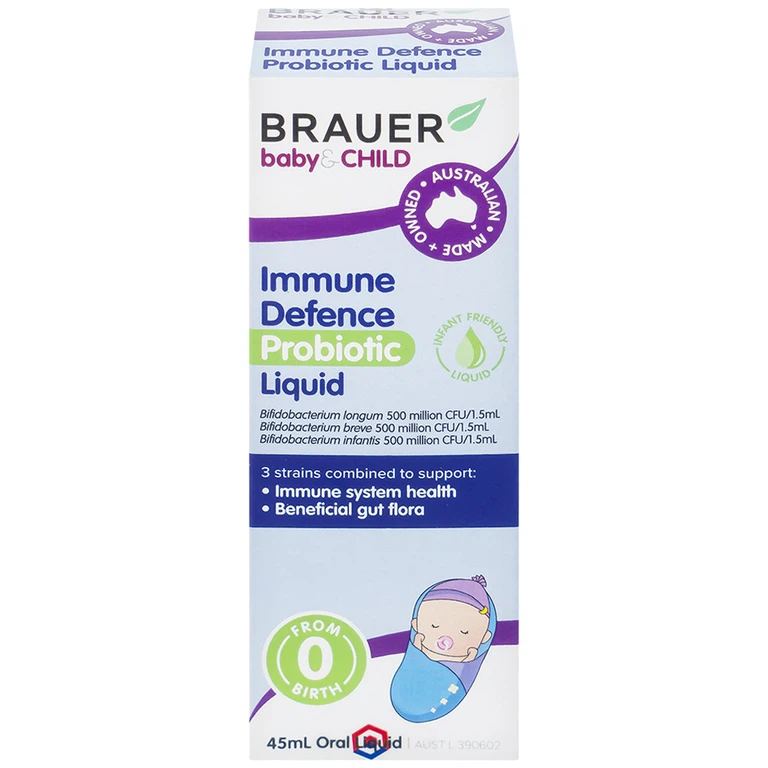 Immune Defence
Probiotic Liquid
AUSTRALIAN • MADE + OWNED •
BRAUER
baby & CHILD
AUSTRALIAN • MADE + OWNED •
Immune
Defence
Probiotic
Liquid
INFANT FRIENDLY
LIQUID
Bifidobacterium longum 500 million CFU/1.5mL
Bifidobacterium breve 500 million CFU/1.5mL
Bifidobacterium infantis 500 million CFU/1.5mL
3 strains combined to support:
• Immune system health
• Beneficial gut flora
FROM
0
BIRTH
45mL Oral Liquid | AUST L 390602